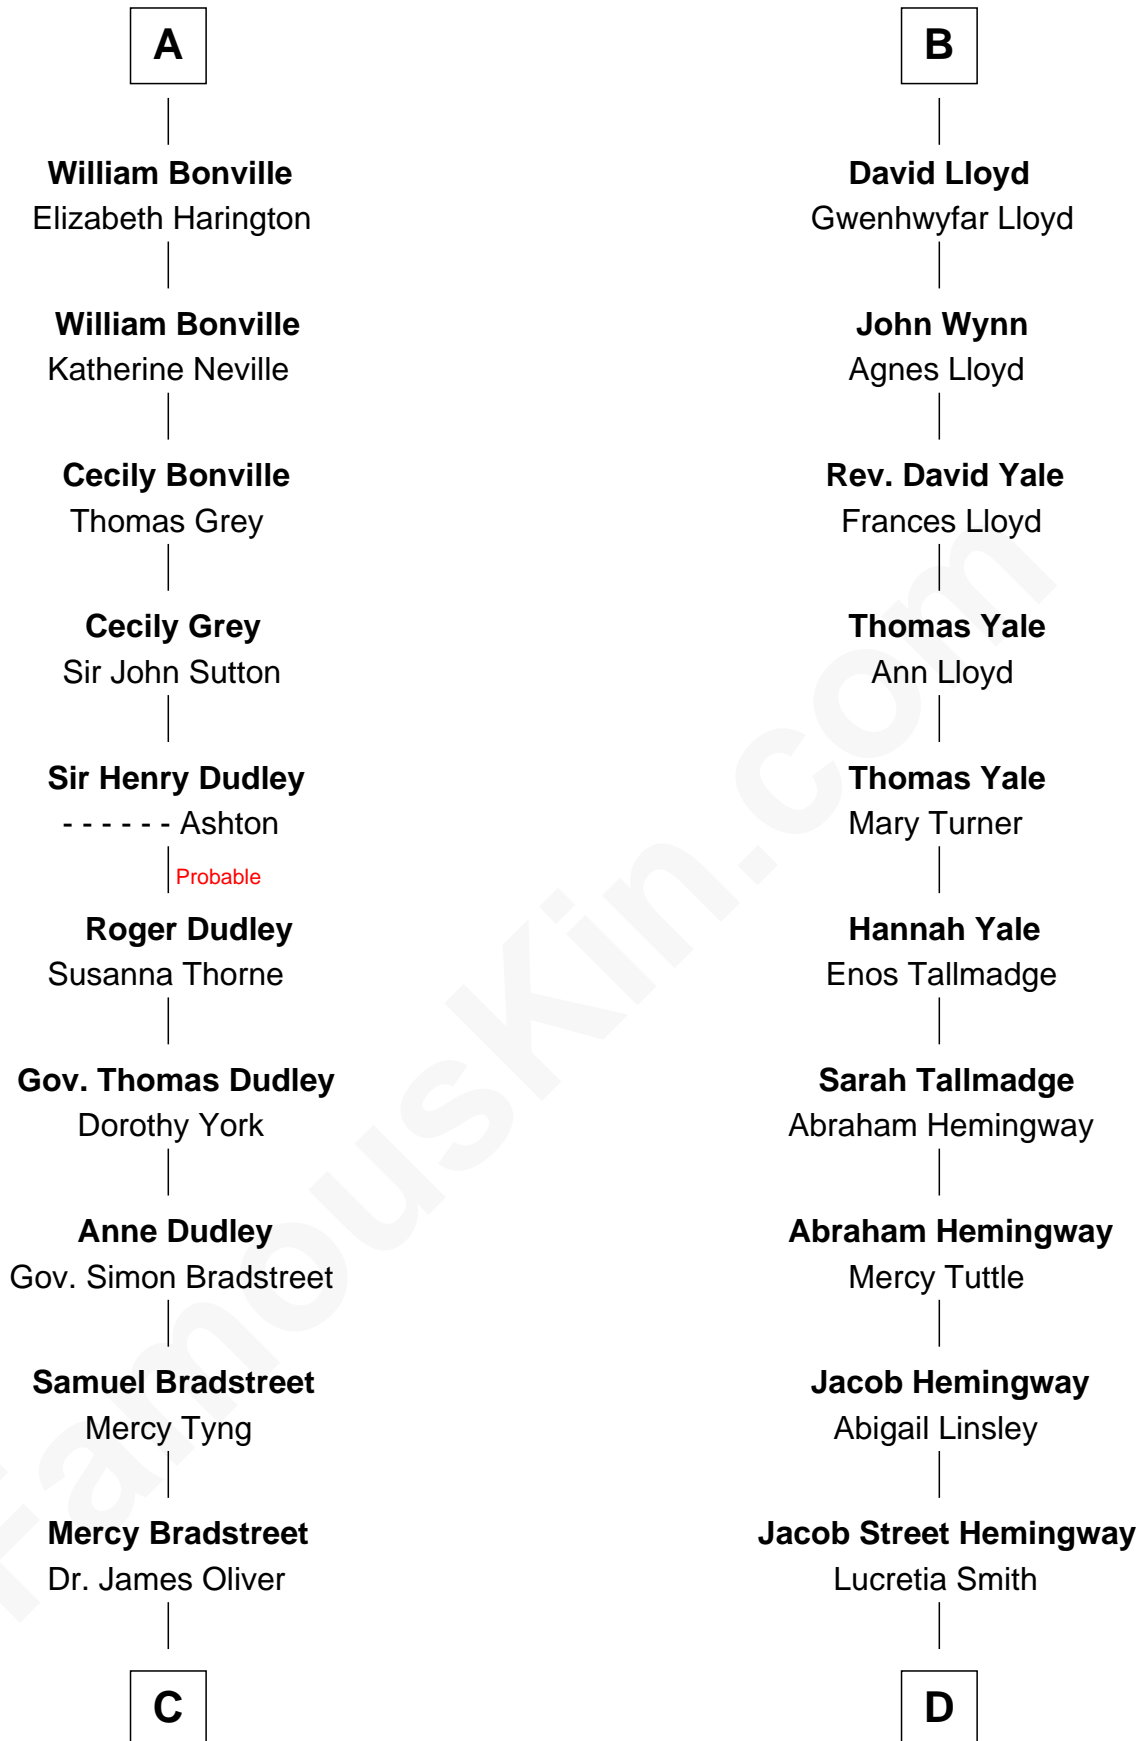 A
William Bonville
Elizabeth Harington
William Bonville
Katherine Neville
Cecily Bonville
Thomas Grey
Cecily Grey
Sir John Sutton
Sir Henry Dudley
- - - - - - Ashton
Probable
Roger Dudley
Susanna Thorne
Gov. Thomas Dudley
Dorothy York
Anne Dudley
Gov. Simon Bradstreet
Samuel Bradstreet
Mercy Tyng
Mercy Bradstreet
Dr. James Oliver
C
B
David Lloyd
Gwenhwyfar Lloyd
John Wynn
Agnes Lloyd
Rev. David Yale
Frances Lloyd
Thomas Yale
Ann Lloyd
Thomas Yale
Mary Turner
Hannah Yale
Enos Tallmadge
Sarah Tallmadge
Abraham Hemingway
Abraham Hemingway
Mercy Tuttle
Jacob Hemingway
Abigail Linsley
Jacob Street Hemingway
Lucretia Smith
D
FamousKin.com